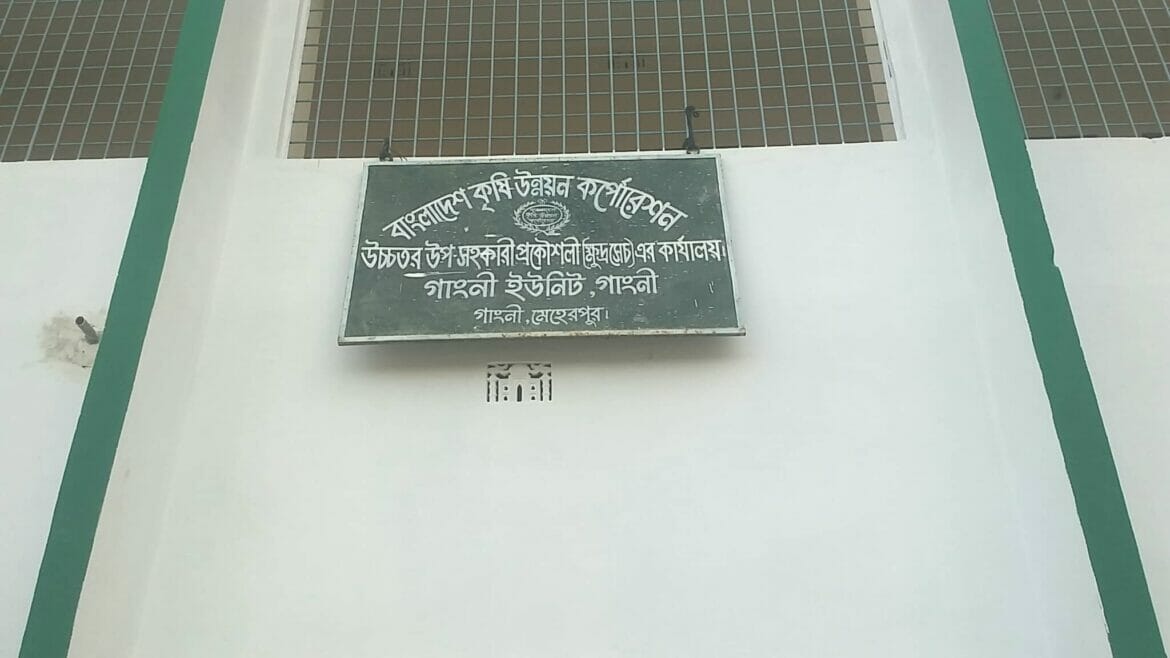 বাংলাদেশ কৃষি উন্নয়ন কর্পোরেশন
উচ্চতর উপ-সহকারী প্রকৌশলী (ক্ষুদ্রসেচ) এর কার্যালয়।
গাংনী ইউনিট, গাংনী
গাংনী, মেহেরপুর।